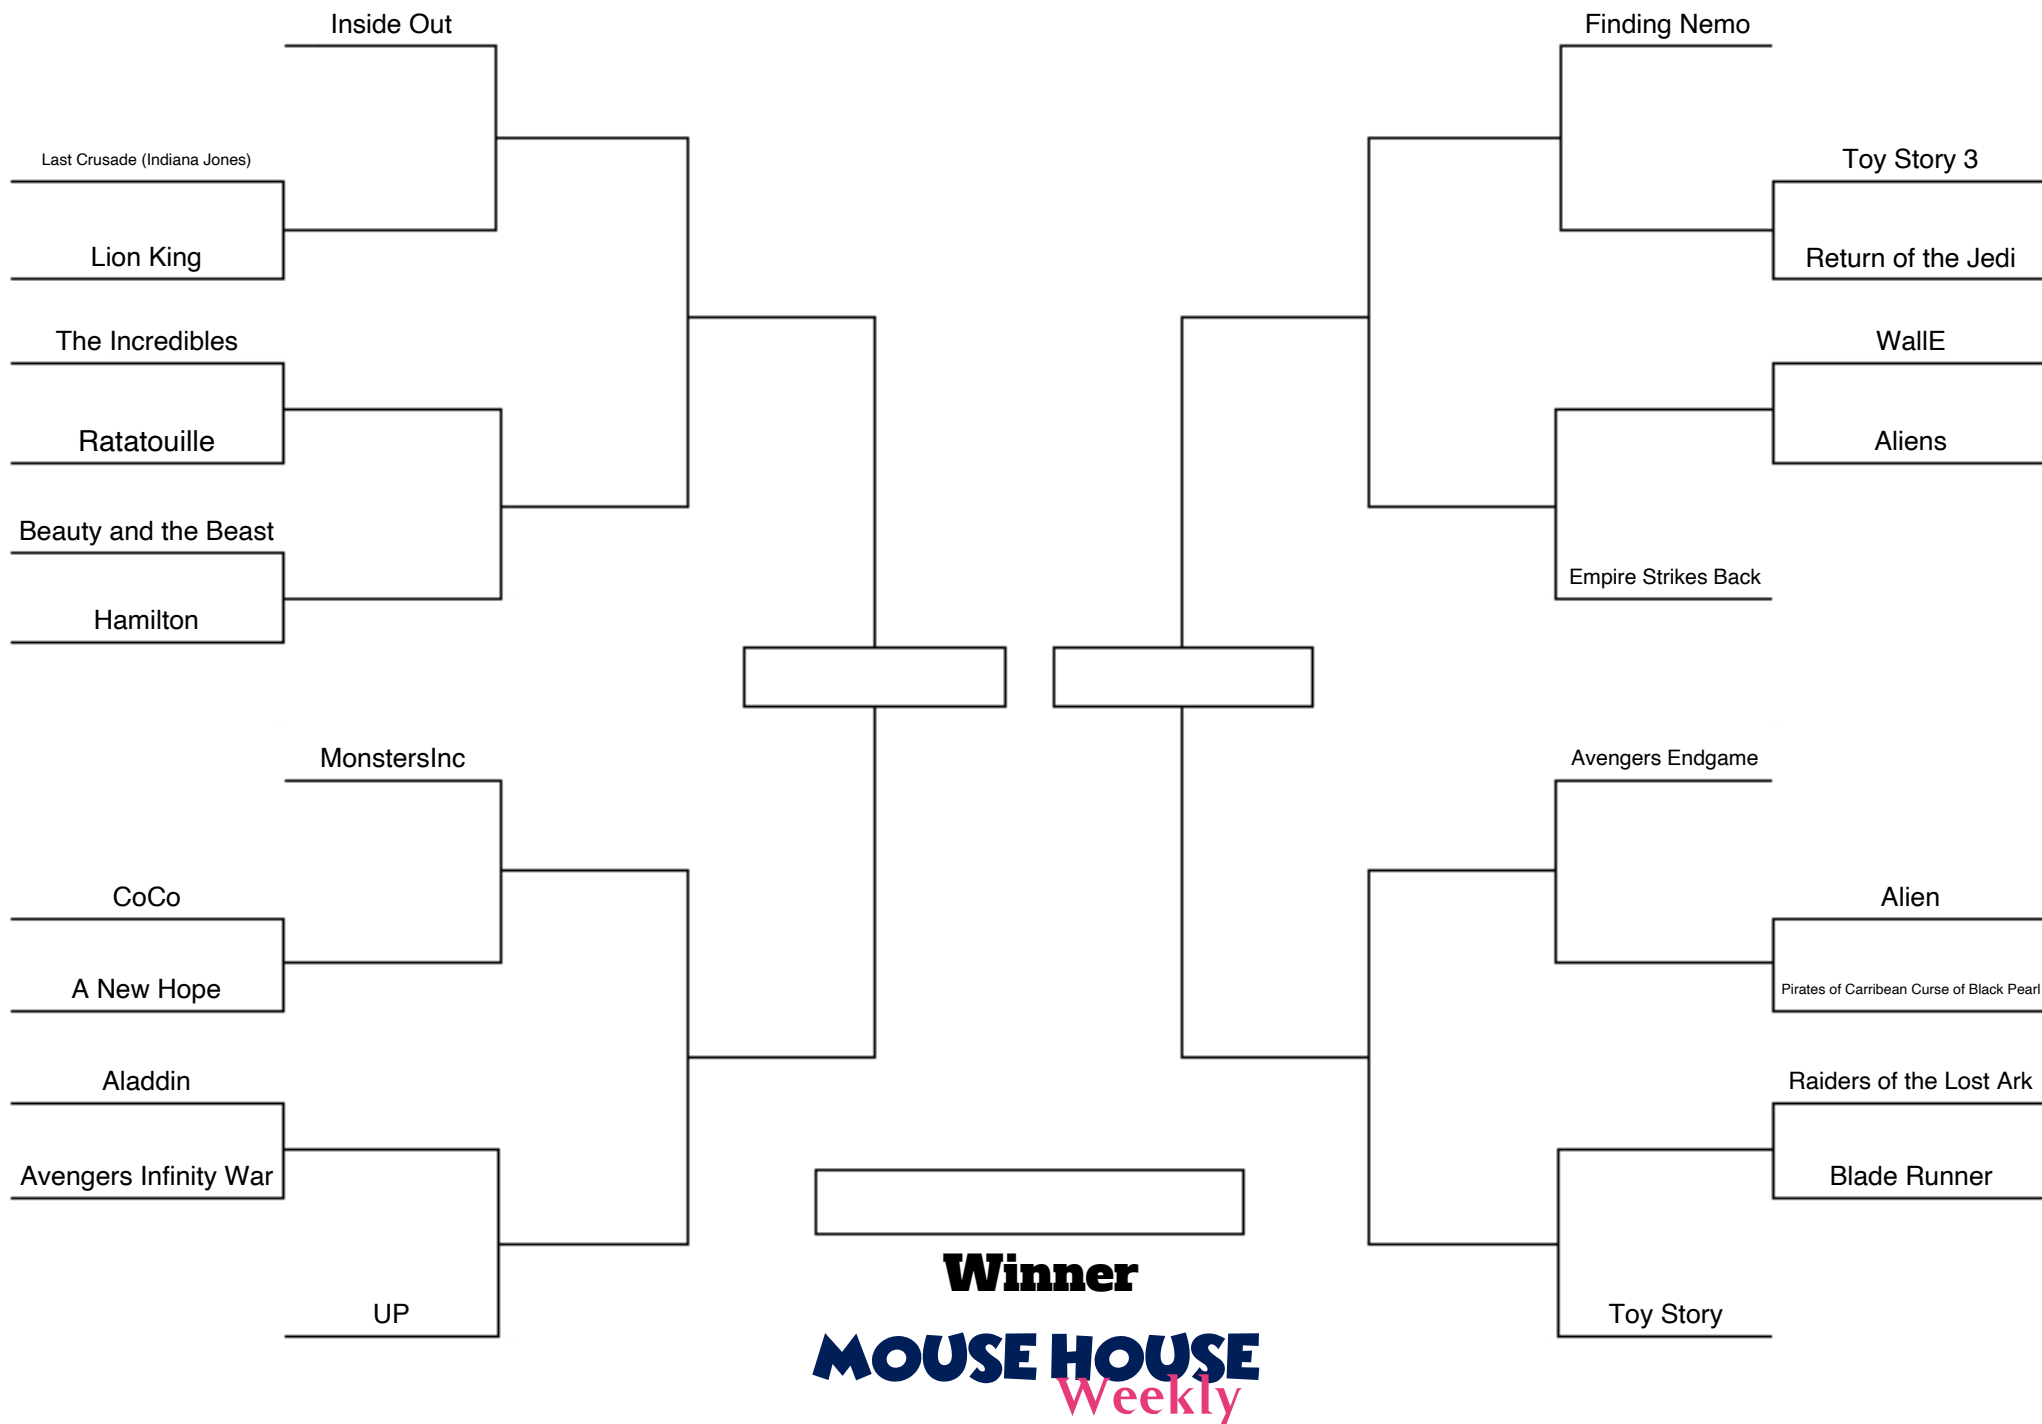 Inside Out
Finding Nemo
Last Crusade (Indiana Jones)
Toy Story 3
Lion King
Return of the Jedi
The Incredibles
WallE
Ratatouille
Aliens
Beauty and the Beast
Empire Strikes Back
Hamilton
MonstersInc
Avengers Endgame
CoCo
Alien
A New Hope
Pirates of Carribean Curse of Black Pearl
Aladdin
Raiders of the Lost Ark
Avengers Infinity War
Blade Runner
UP
Toy Story
Winner
MOUSE HOUSE
Weekly